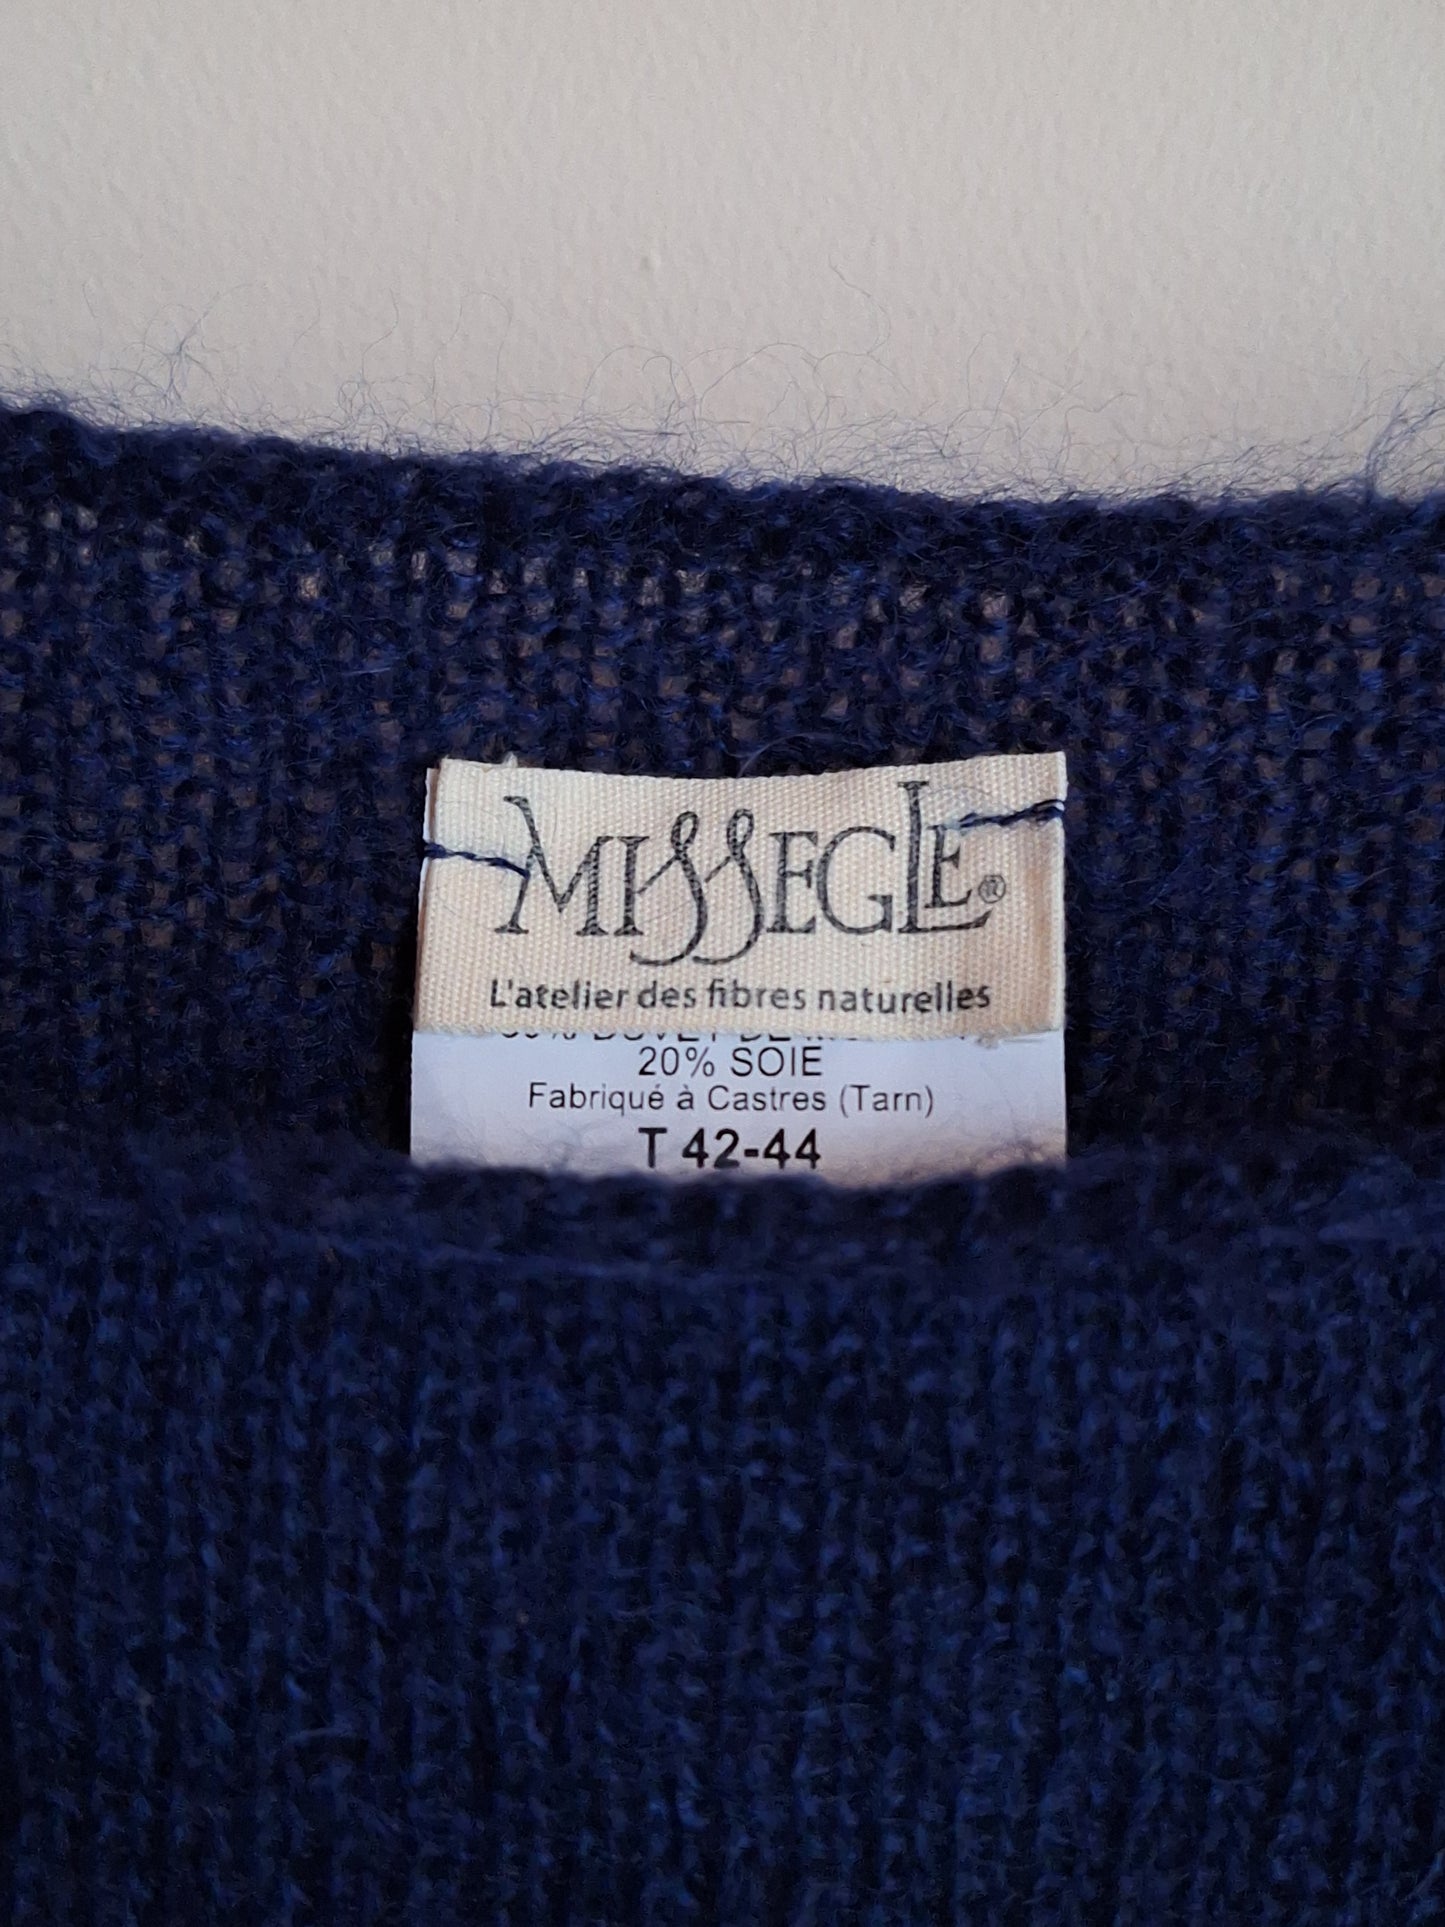 MISSEGLE®
L'atelier des fibres naturelles
20% SOIE
Fabriqué à Castres (Tarn)
T 42-44